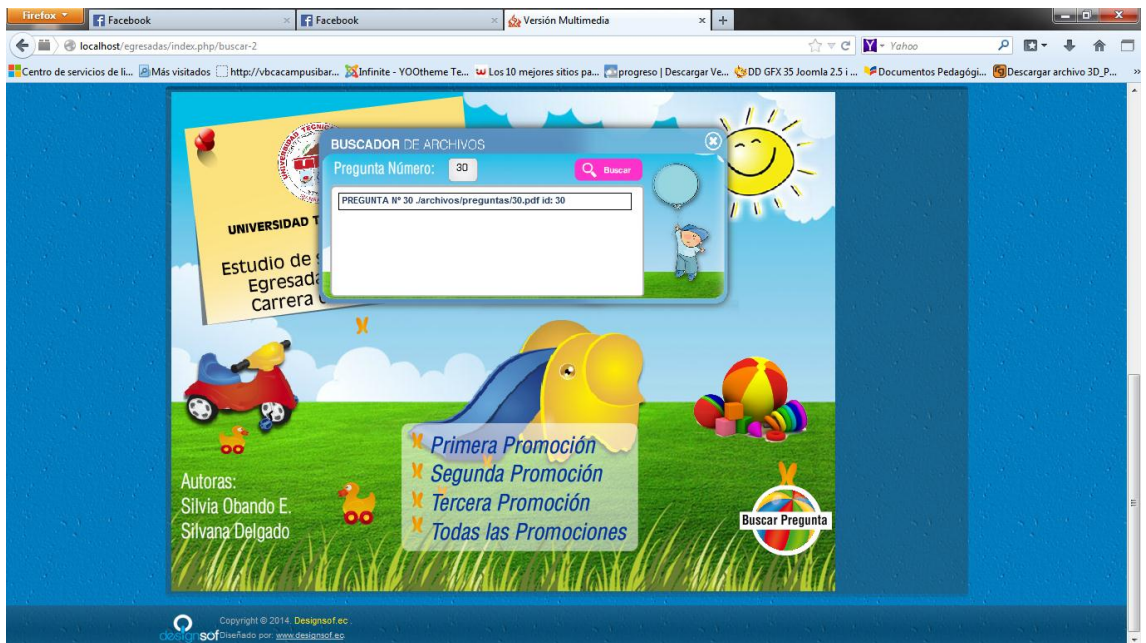 Firefox
Facebook
Facebook
Versión Multimedia
localhost/egresadas/index.php/buscar-2
Yahoo
Centro de servicios de li...
Más visitados
http://vbcacampusibar...
Infinite - YOOtheme Te...
Los 10 mejores sitios pa...
progreso | Descargar Ve...
DD GFX 35 Joomla 2.5 i ...
Documentos Pedagógi...
Descargar archivo 3D_P...
BUSCADOR DE ARCHIVOS
Pregunta Número: 30 Buscar
PREGUNTA Nº 30 ./archivos/preguntas/30.pdf id: 30
UNIVERSIDAD T
Estudio de
Egresada
Carrera
Primera Promoción
Segunda Promoción
Tercera Promoción
Todas las Promociones
Autoras:
Silvia Obando E.
Silvana Delgado
Buscar Pregunta
designsof
Copyright © 2014. Designsof.ec.
Diseñado por: www.designsof.ec